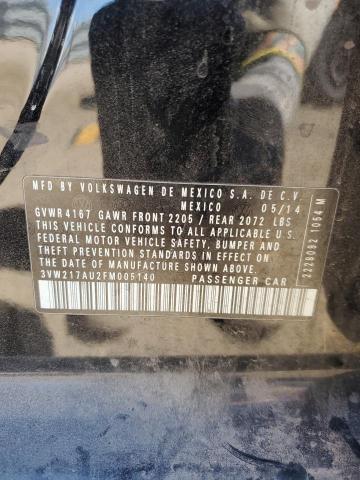 MFD BY VOLKSWAGEN DE MEXICO S.A. DE C.V.
MEXICO 05/14
GVWR 4167 GAWR FRONT 2205 / REAR 2072 LBS
THIS VEHICLE CONFORMS TO ALL APPLICABLE U.S.
FEDERAL MOTOR VEHICLE SAFETY, BUMPER AND
THEFT PREVENTION STANDARDS IN EFFECT ON
THE DATE OF MANUFACTURE SHOWN ABOVE
3VW217AU2FM005140 PASSENGER CAR
2228092 1054 M